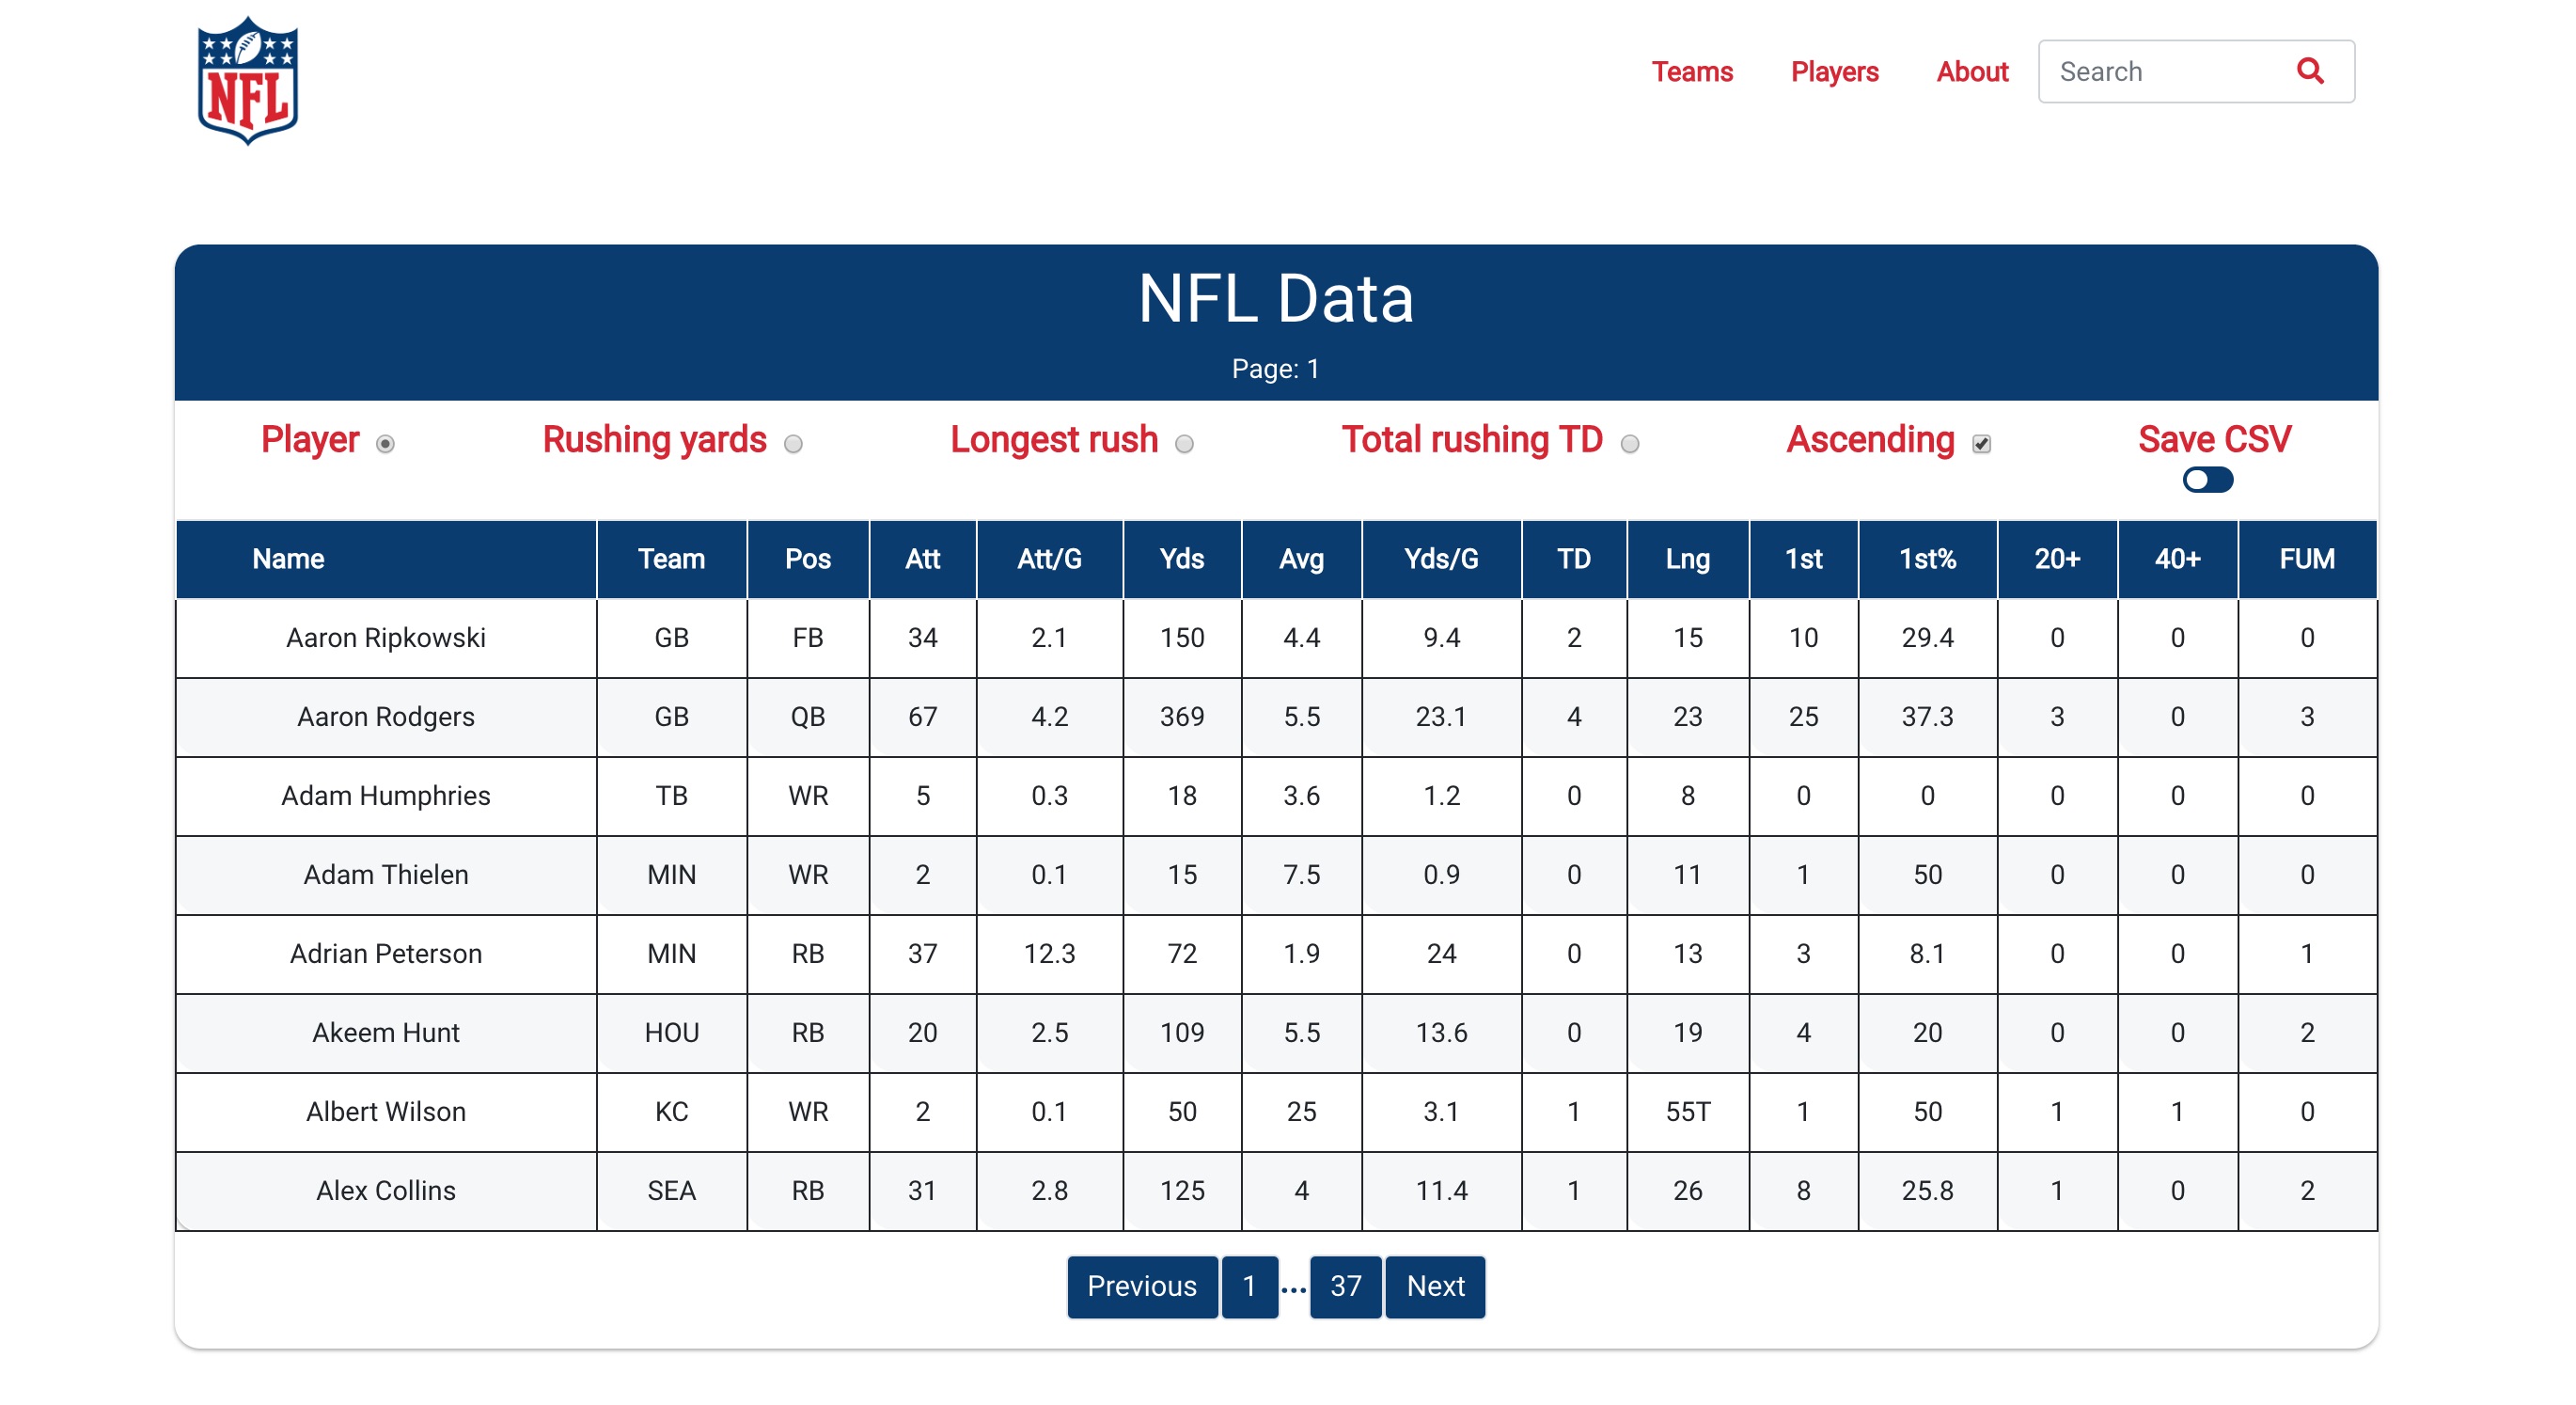 NFL
Teams Players About Search
NFL Data
Page: 1
Player Rushing yards Longest rush Total rushing TD Ascending Save CSV
Name Team Pos Att Att/G Yds Avg Yds/G TD Lng 1st 1st% 20+ 40+ FUM
Aaron Ripkowski GB FB 34 2.1 150 4.4 9.4 2 15 10 29.4 0 0 0
Aaron Rodgers GB QB 67 4.2 369 5.5 23.1 4 23 25 37.3 3 0 3
Adam Humphries TB WR 5 0.3 18 3.6 1.2 0 8 0 0 0 0 0
Adam Thielen MIN WR 2 0.1 15 7.5 0.9 0 11 1 50 0 0 0
Adrian Peterson MIN RB 37 12.3 72 1.9 24 0 13 3 8.1 0 0 1
Akeem Hunt HOU RB 20 2.5 109 5.5 13.6 0 19 4 20 0 0 2
Albert Wilson KC WR 2 0.1 50 25 3.1 1 55T 1 50 1 1 0
Alex Collins SEA RB 31 2.8 125 4 11.4 1 26 8 25.8 1 0 2
Previous 1 ... 37 Next